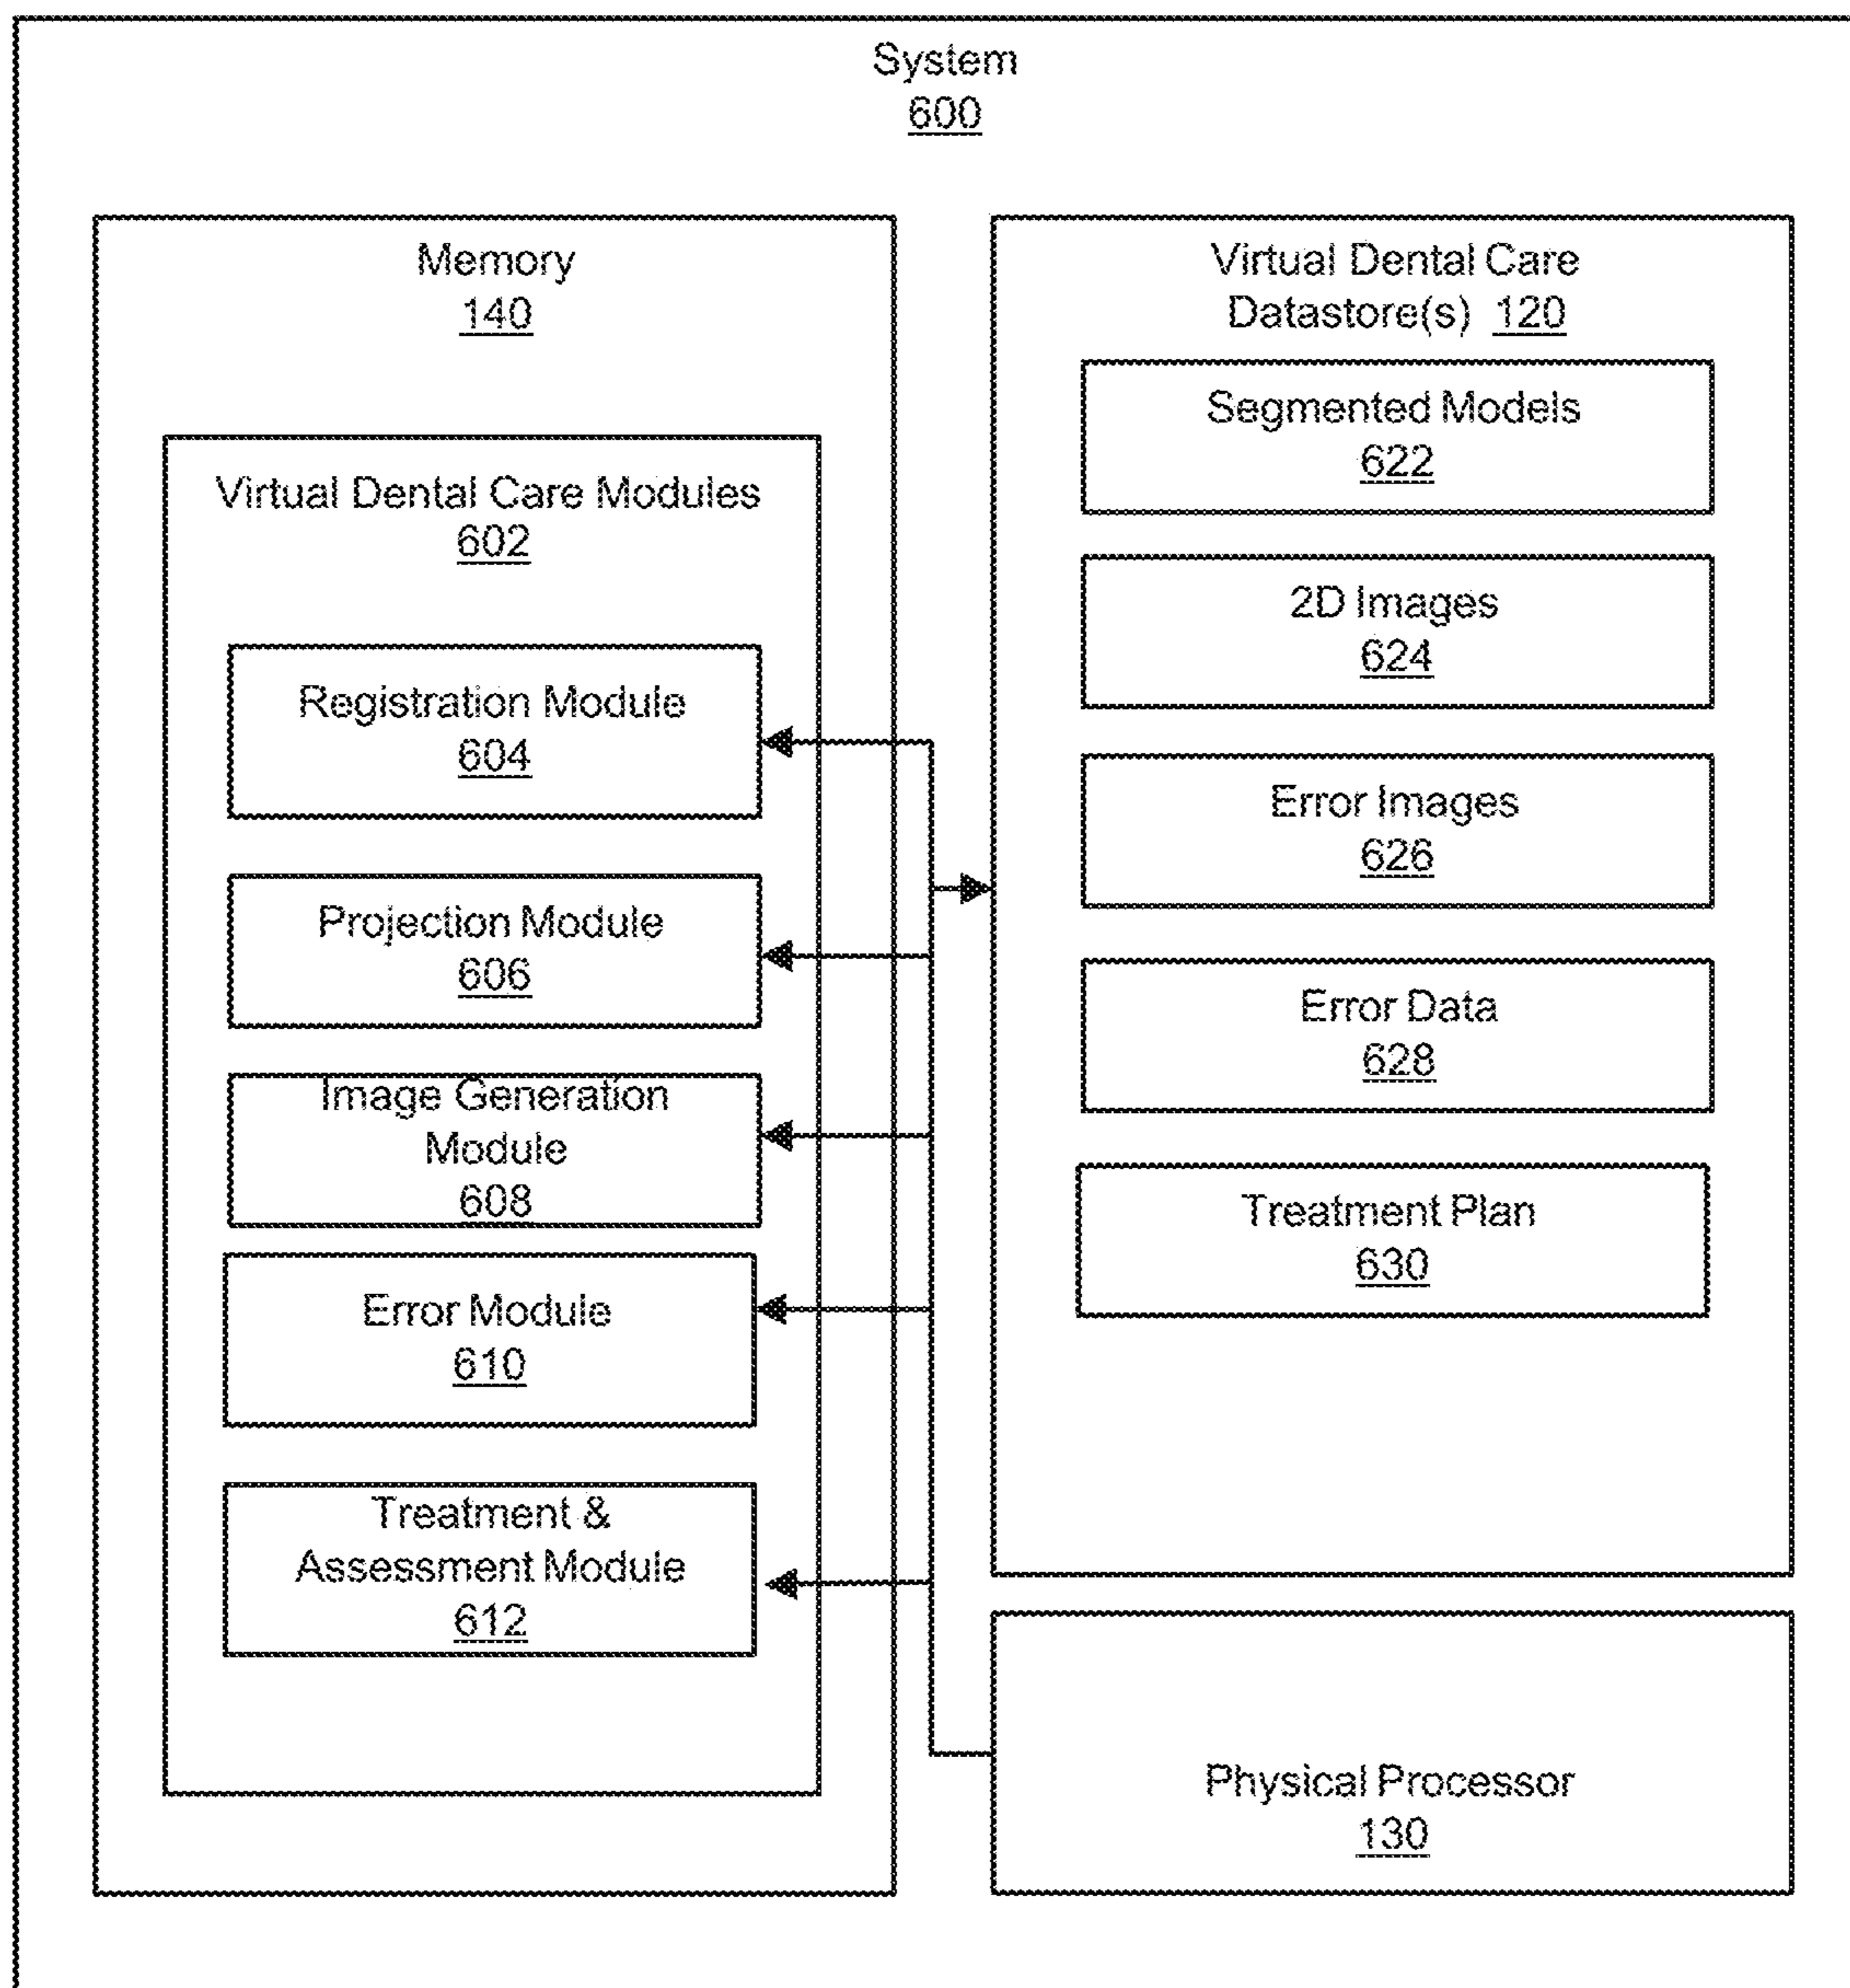 System
600
Memory
140
Virtual Dental Care Modules
602
Registration Module
604
Projection Module
606
Image Generation
Module
608
Error Module
610
Treatment &
Assessment Module
612
Virtual Dental Care
Datastore(s) 120
Segmented Models
622
2D Images
624
Error Images
626
Error Data
628
Treatment Plan
630
Physical Processor
130